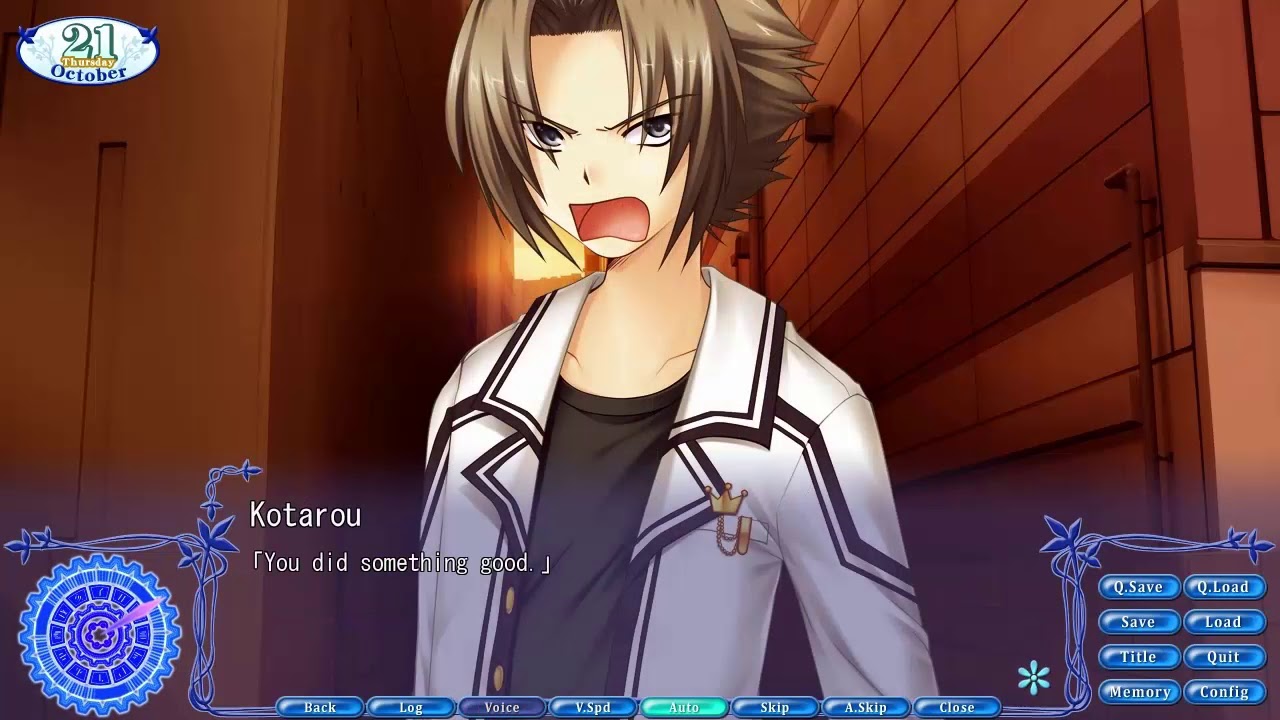 21
Thursday
October
Kotarou
「You did something good.」
Q.Save
Q.Load
Save
Load
Title
Quit
Memory
Config
Back
Log
Voice
V.Spd
Auto
Skip
A.Skip
Close